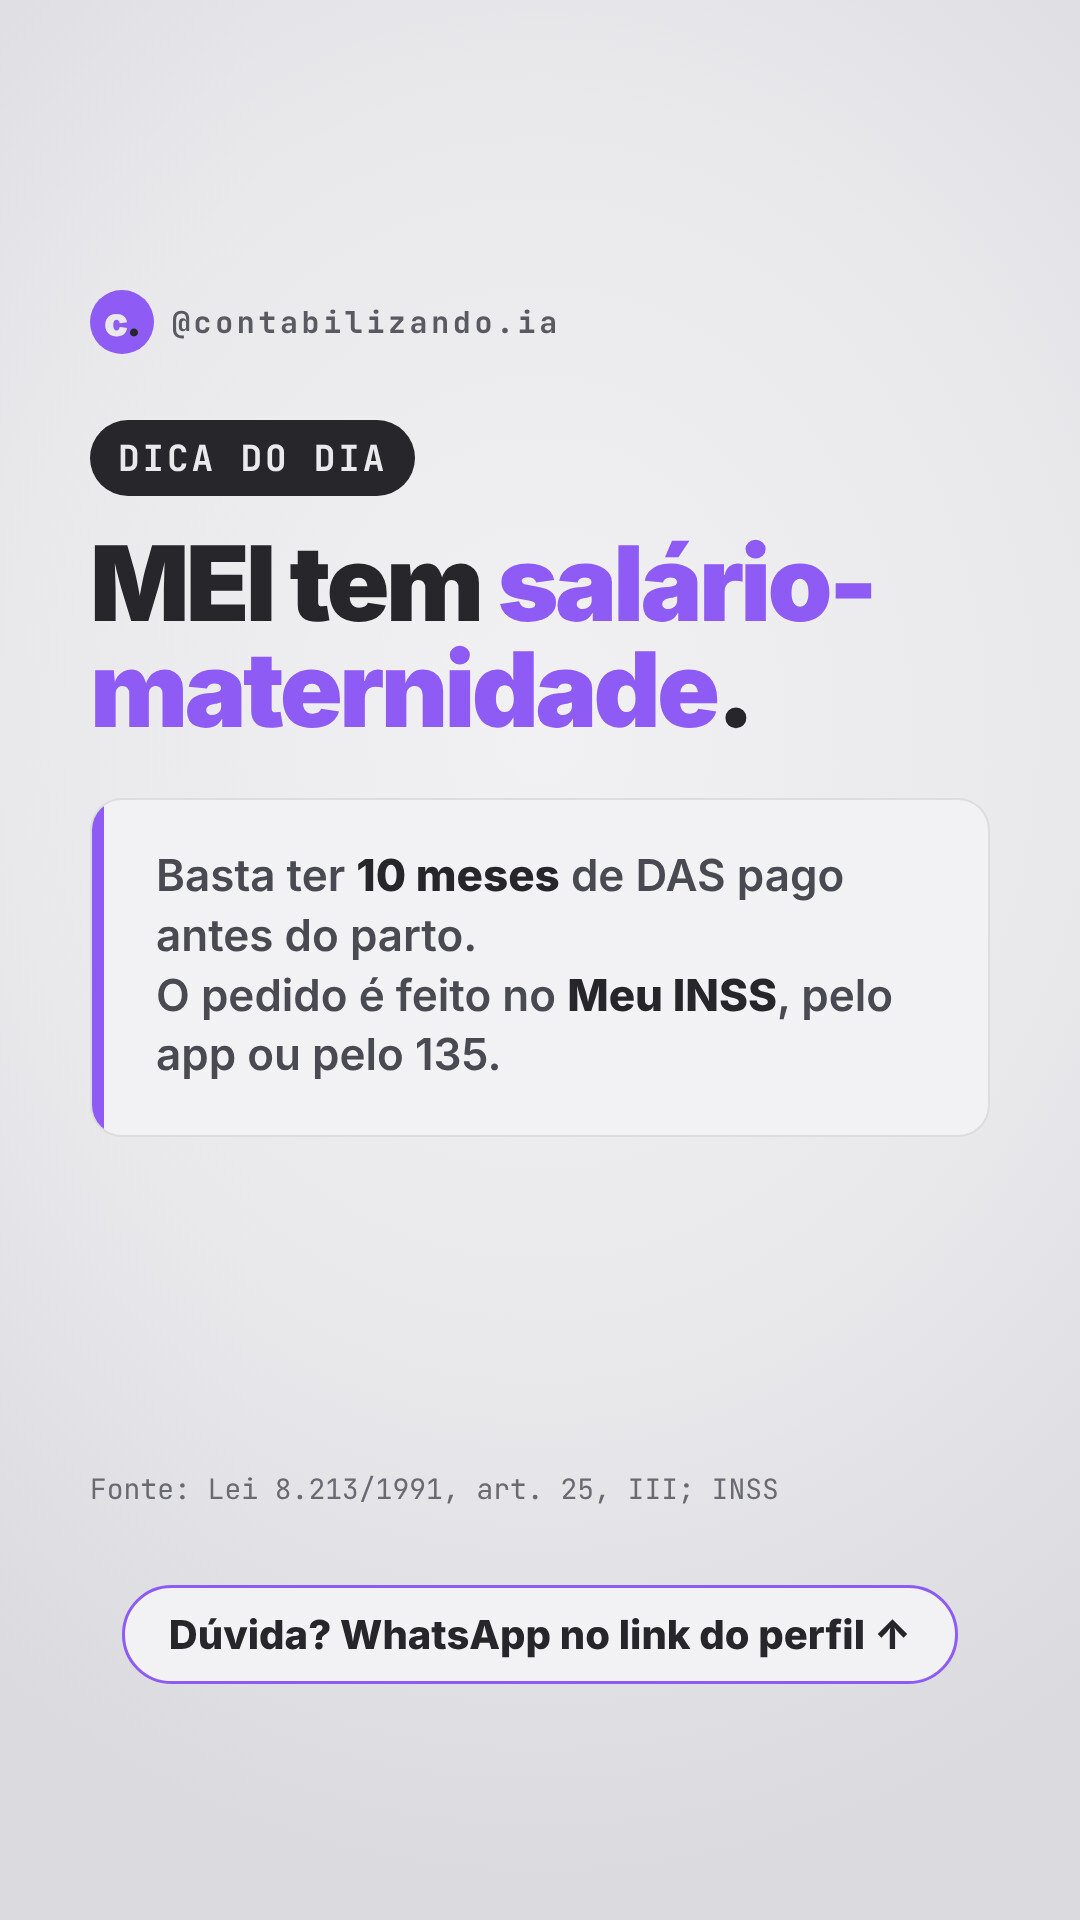 c.
@contabilizando.ia
DICA DO DIA
MEI tem salário-
maternidade.
Basta ter 10 meses de DAS pago
antes do parto.
O pedido é feito no Meu INSS, pelo
app ou pelo 135.
Fonte: Lei 8.213/1991, art. 25, III; INSS
Dúvida? WhatsApp no link do perfil ↑